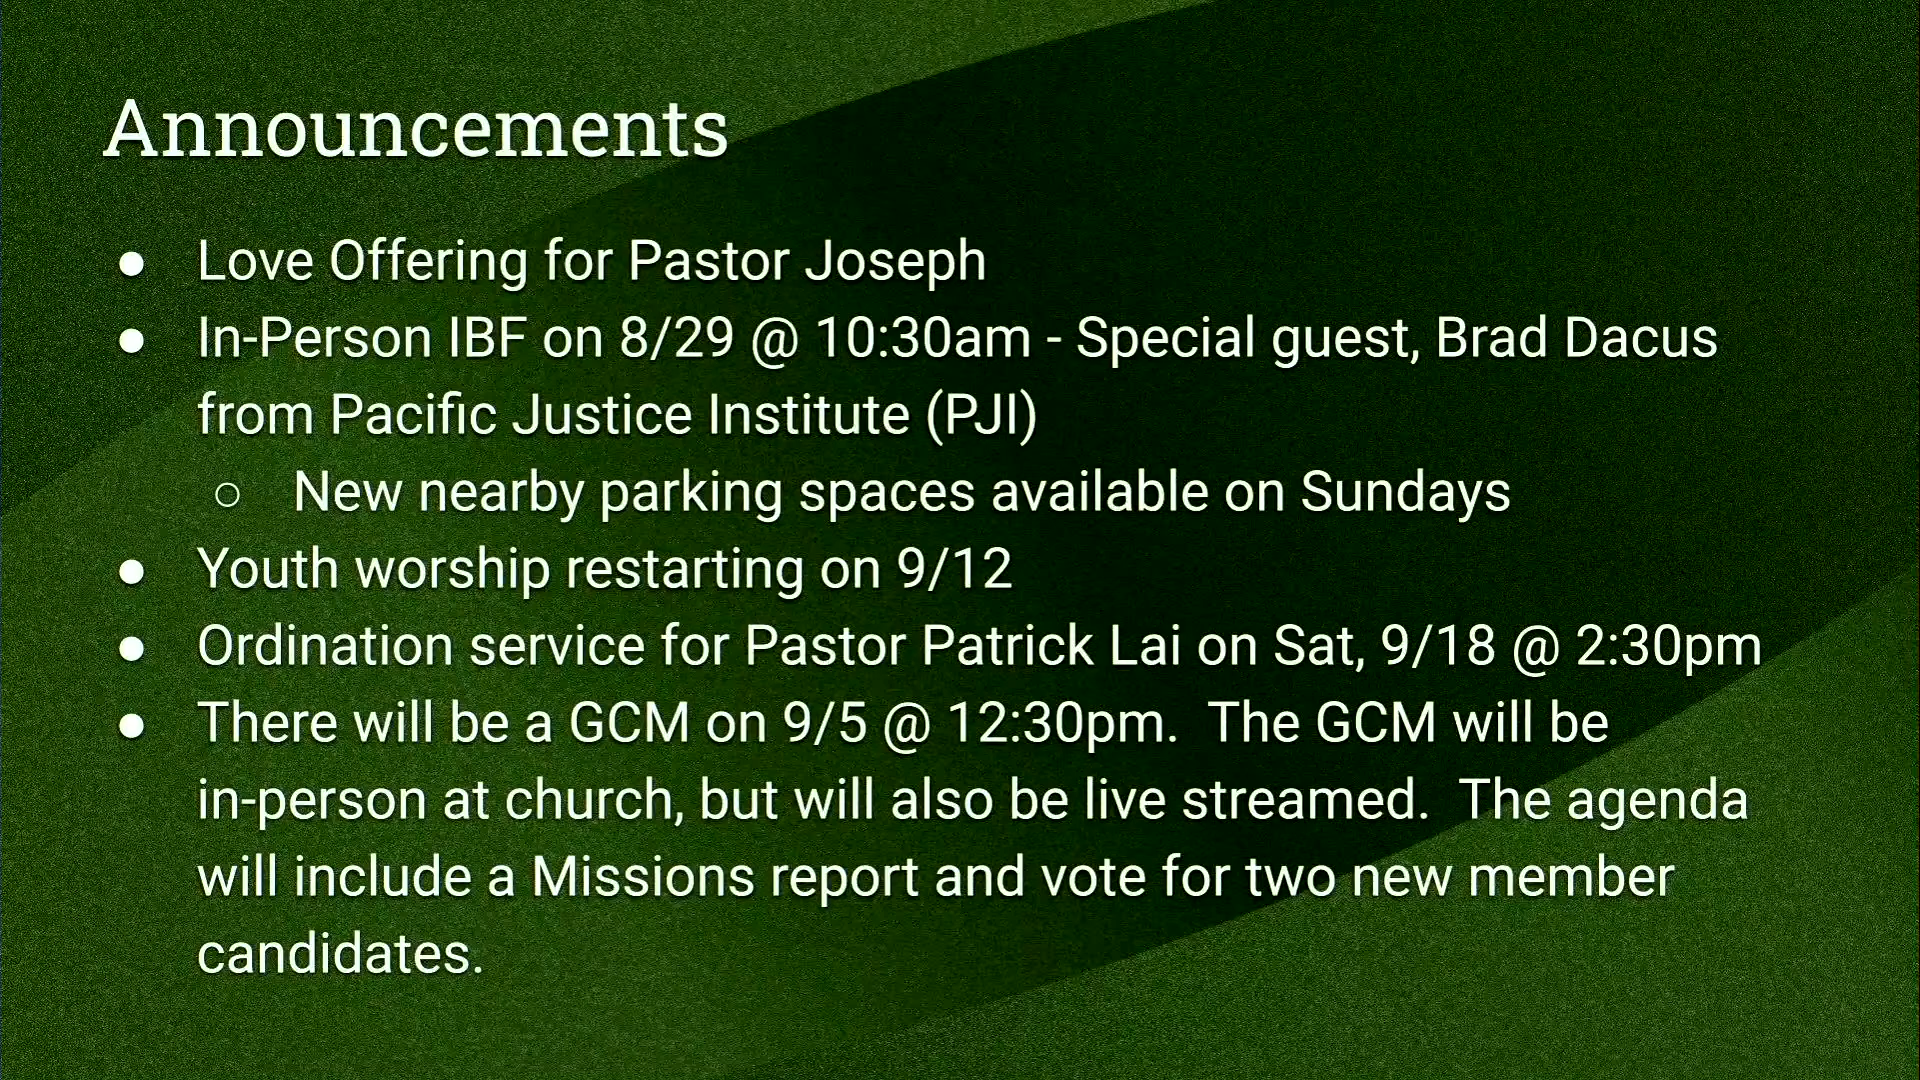 Announcements
● Love Offering for Pastor Joseph
● In-Person IBF on 8/29 @ 10:30am - Special guest, Brad Dacus
from Pacific Justice Institute (PJI)
○ New nearby parking spaces available on Sundays
● Youth worship restarting on 9/12
● Ordination service for Pastor Patrick Lai on Sat, 9/18 @ 2:30pm
● There will be a GCM on 9/5 @ 12:30pm.  The GCM will be
in-person at church, but will also be live streamed.  The agenda
will include a Missions report and vote for two new member
candidates.